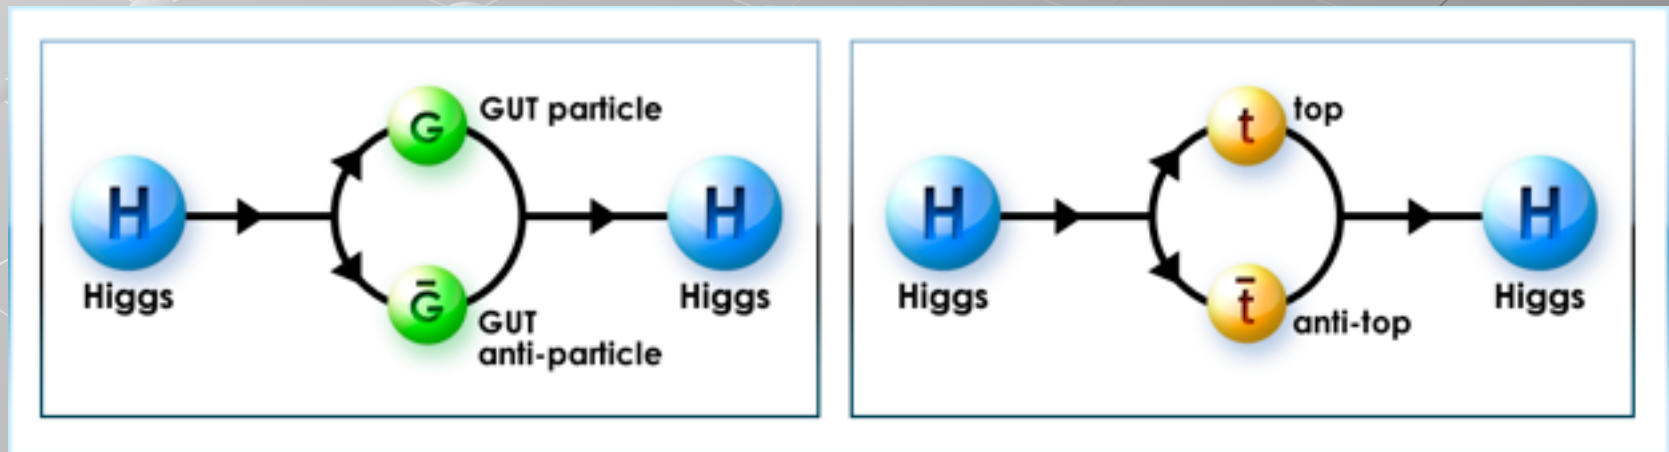 G
GUT particle
H
H
Higgs
Higgs
Ḡ
GUT
anti-particle
t
top
H
H
Higgs
Higgs
t̄
anti-top